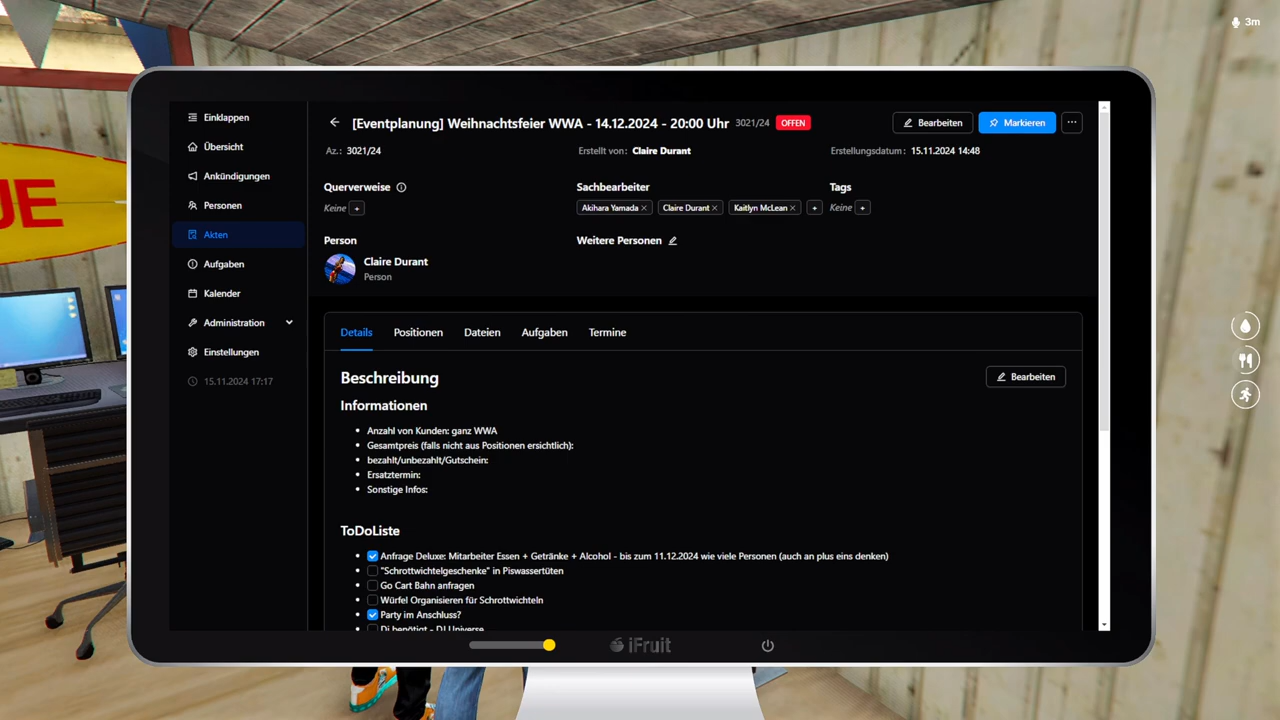 3m
UE
Einklappen
Übersicht
Ankündigungen
Personen
Akten
Aufgaben
Kalender
Administration
Einstellungen
15.11.2024 17:17
[Eventplanung] Weihnachtsfeier WWA - 14.12.2024 - 20:00 Uhr 3021/24 OFFEN
Bearbeiten
Markieren
Az.: 3021/24
Erstellt von: Claire Durant
Erstellungsdatum: 15.11.2024 14:48
Querverweise
Keine +
Sachbearbeiter
Akihara Yamada × Claire Durant × Kaitlyn McLean × +
Tags
Keine +
Person
Claire Durant
Person
Weitere Personen
Details Positionen Dateien Aufgaben Termine
Beschreibung
Bearbeiten
Informationen
• Anzahl von Kunden: ganz WWA
• Gesamtpreis (falls nicht aus Positionen ersichtlich):
• bezahlt/unbezahlt/Gutschein:
• Ersatztermin:
• Sonstige Infos:
ToDoListe
• Anfrage Deluxe: Mitarbeiter Essen + Getränke + Alcohol - bis zum 11.12.2024 wie viele Personen (auch an plus eins denken)
• "Schrottwichtelgeschenke" in Piswassertüten
• Go Cart Bahn anfragen
• Würfel Organisieren für Schrottwichteln
• Party im Anschluss?
• Dj benötigt - DJ Universe
iFruit